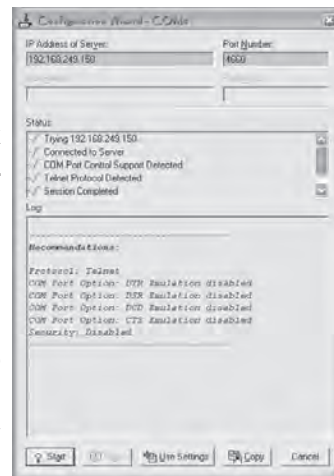 Configuration Wizard - COM4
IP Address of Server:
Port Number:
192.168.249.150
4660
Status:
Trying 192.168.249.150
Connected to Server
COM Port Control Support Detected
Telnet Protocol Detected
Session Completed
Log:
Recommendations:
Protocol: Telnet
COM Port Option: DTR Emulation disabled
COM Port Option: DSR Emulation disabled
COM Port Option: DCD Emulation disabled
COM Port Option: CTS Emulation disabled
Security: Disabled
Start
Use Settings
Copy
Cancel